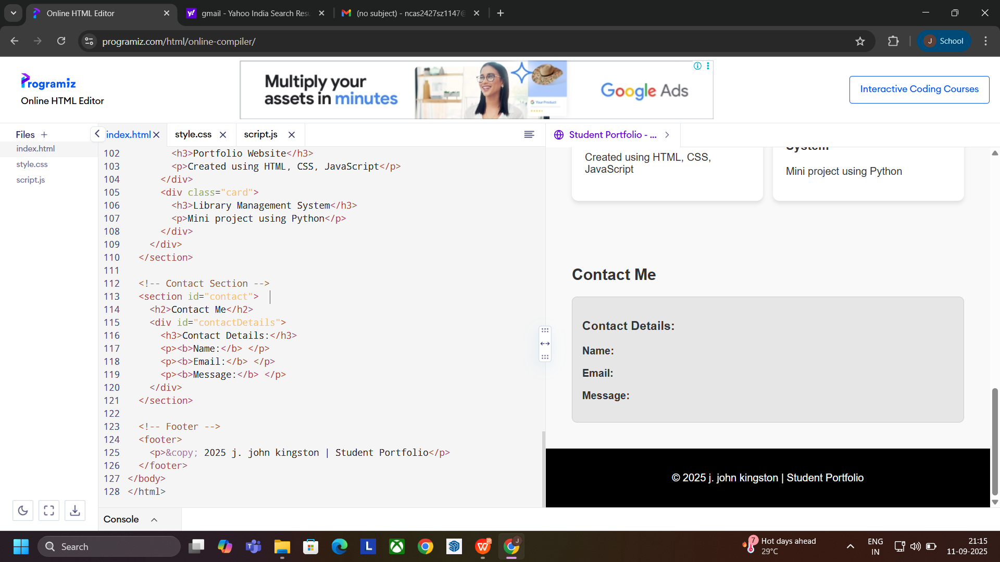 Online HTML Editor
gmail - Yahoo India Search Res
(no subject) - ncas2427sz1147@
programiz.com/html/online-compiler/
J School
Programiz
Online HTML Editor
Multiply your
assets in minutes
Your Product
Google Ads
Interactive Coding Courses
Files +
index.html
style.css
script.js
index.html
style.css
script.js
102 <h3>Portfolio Website</h3>
103 <p>Created using HTML, CSS, JavaScript</p>
104 </div>
105 <div class="card">
106 <h3>Library Management System</h3>
107 <p>Mini project using Python</p>
108 </div>
109 </div>
110 </section>
111
112 <!-- Contact Section -->
113 <section id="contact">
114 <h2>Contact Me</h2>
115 <div id="contactDetails">
116 <h3>Contact Details:</h3>
117 <p><b>Name:</b> </p>
118 <p><b>Email:</b> </p>
119 <p><b>Message:</b> </p>
120 </div>
121 </section>
122
123 <!-- Footer -->
124 <footer>
125 <p>&copy; 2025 j. john kingston | Student Portfolio</p>
126 </footer>
127 </body>
128 </html>
Console
Student Portfolio - ...
Created using HTML, CSS,
JavaScript
System
Mini project using Python
Contact Me
Contact Details:
Name:
Email:
Message:
© 2025 j. john kingston | Student Portfolio
Search
7
Hot days ahead
29°C
ENG
IN
21:15
11-09-2025